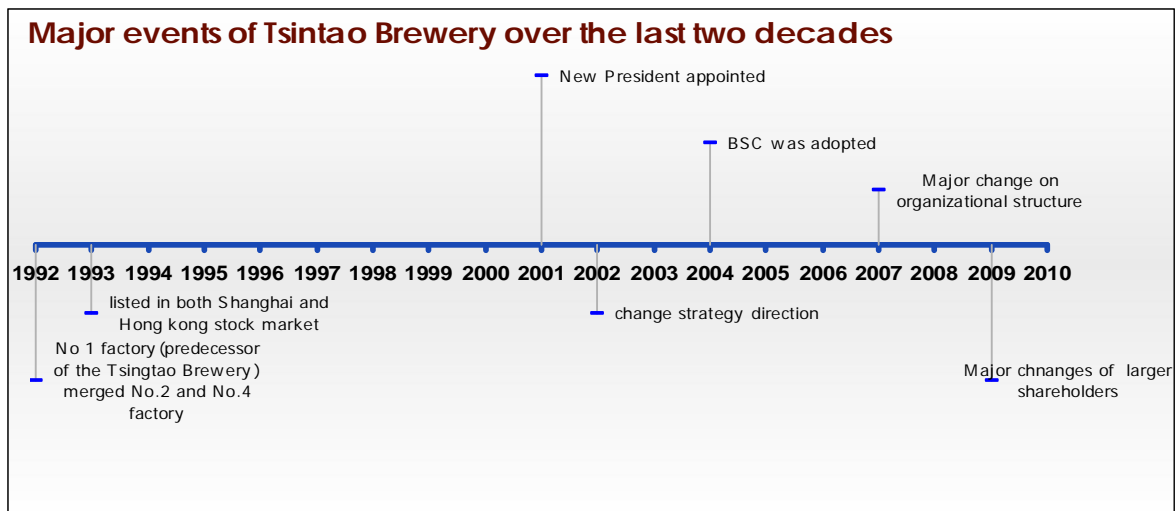 Major events of Tsintao Brewery over the last two decades
New President appointed
BSC was adopted
Major change on
organizational structure
1992 1993 1994 1995 1996 1997 1998 1999 2000 2001 2002 2003 2004 2005 2006 2007 2008 2009 2010
listed in both Shanghai and
Hong kong stock market
change strategy direction
No 1 factory (predecessor
of the Tsingtao Brewery)
merged No.2 and No.4
factory
Major chnanges of larger
shareholders